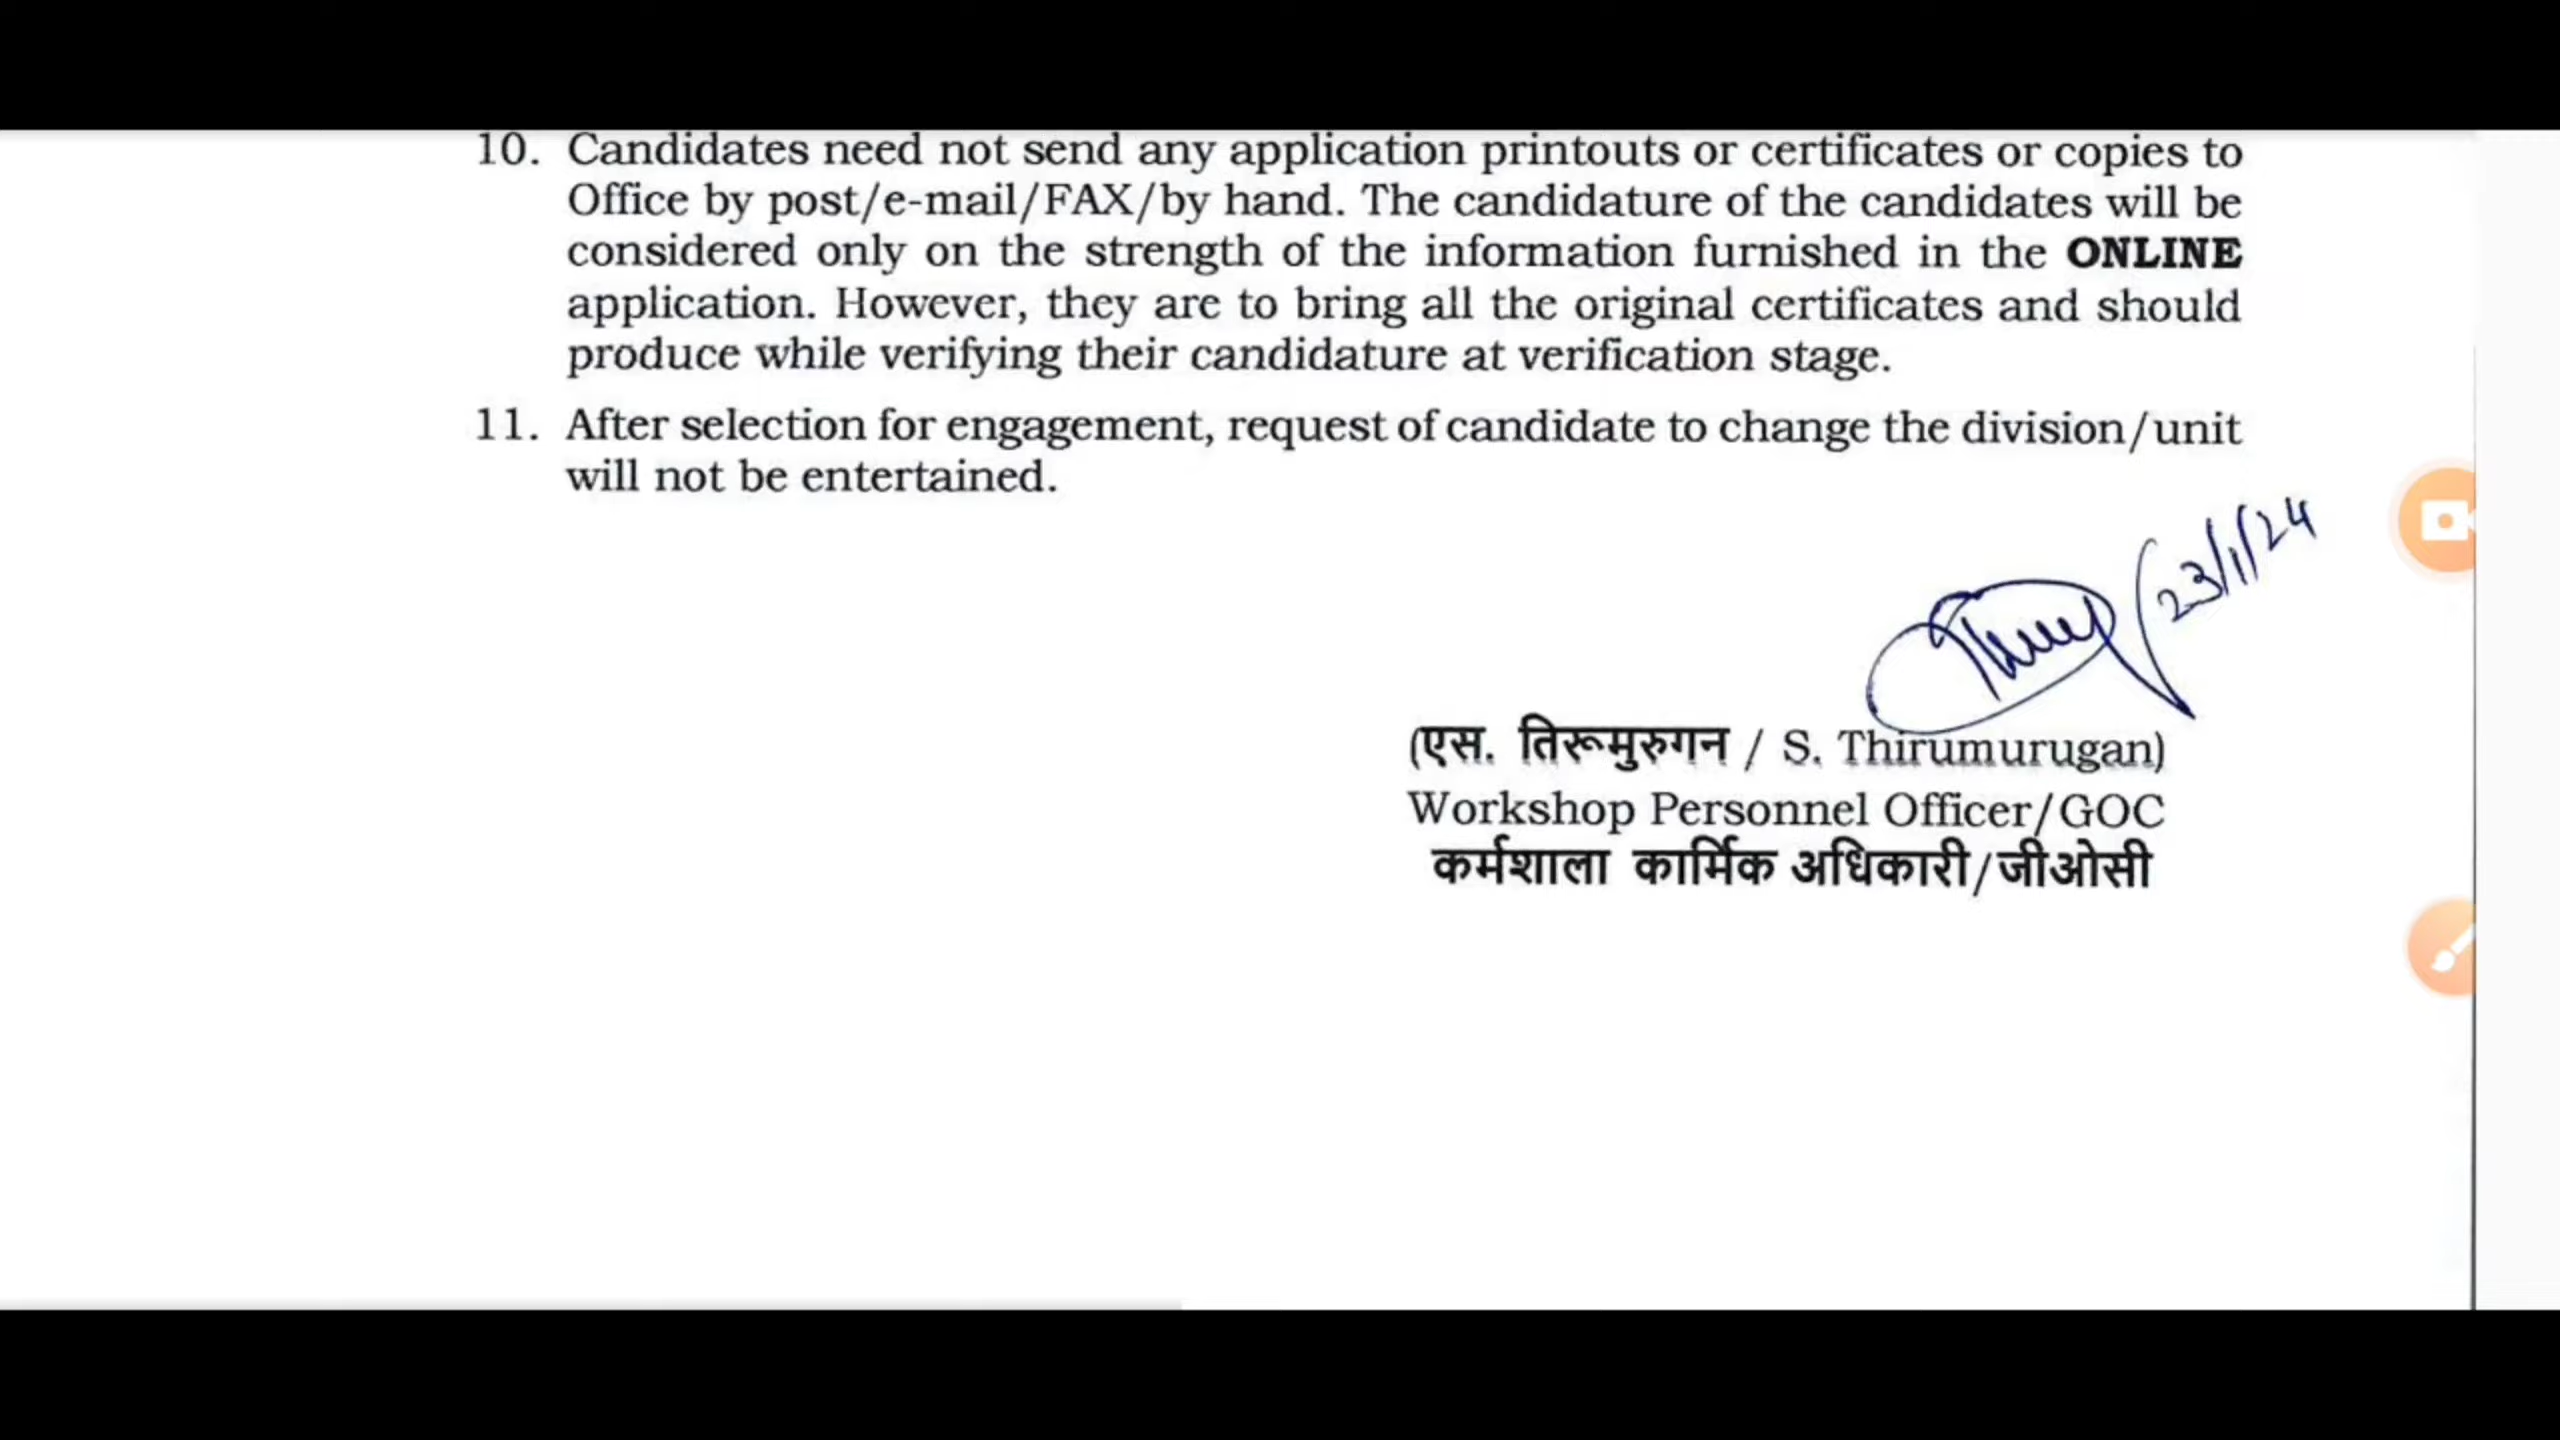 10. Candidates need not send any application printouts or certificates or copies to
Office by post/e-mail/FAX/by hand. The candidature of the candidates will be
considered only on the strength of the information furnished in the ONLINE
application. However, they are to bring all the original certificates and should
produce while verifying their candidature at verification stage.
11. After selection for engagement, request of candidate to change the division/unit
will not be entertained.
23/1/24
(एस. तिरूमुरुगन / S. Thirumurugan)
Workshop Personnel Officer/GOC
कर्मशाला कार्मिक अधिकारी/जीओसी